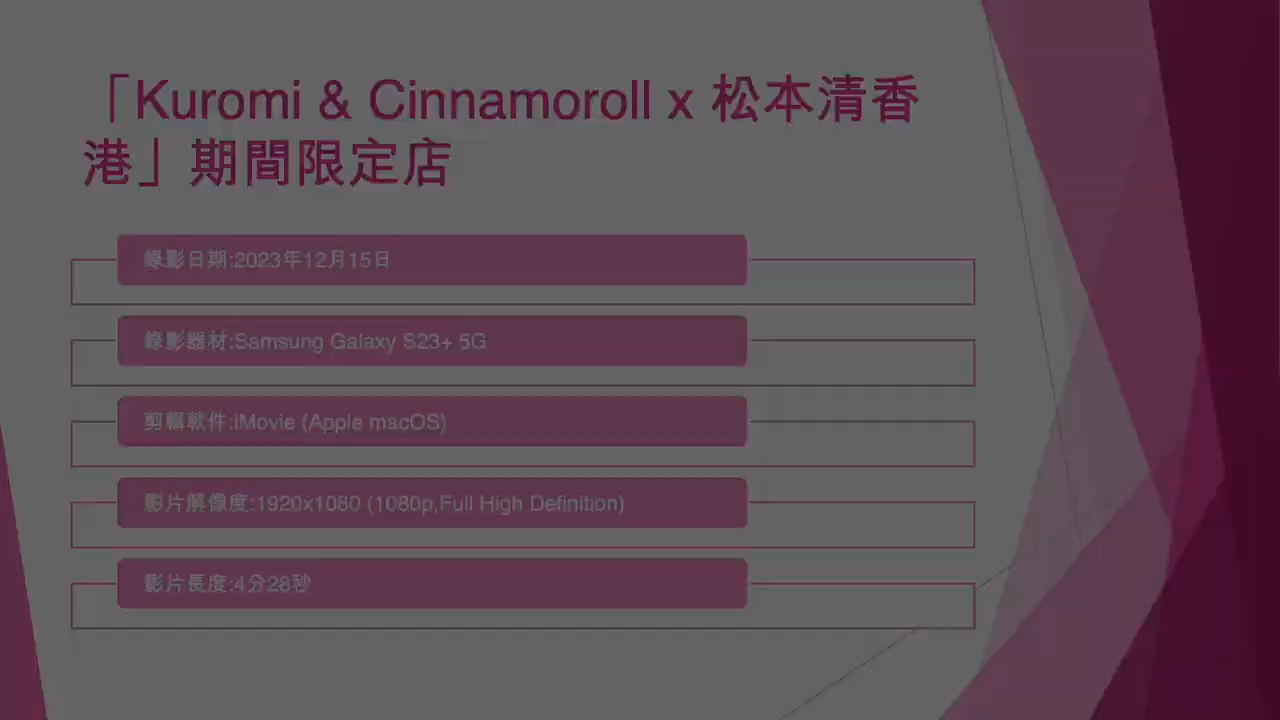 「Kuromi & Cinnamoroll x 松本清香
港」期間限定店
錄影日期:2023年12月15日
錄影器材:Samsung Galaxy S23+ 5G
剪輯軟件:iMovie (Apple macOS)
影片解像度:1920x1080 (1080p,Full High Definition)
影片長度:4分28秒